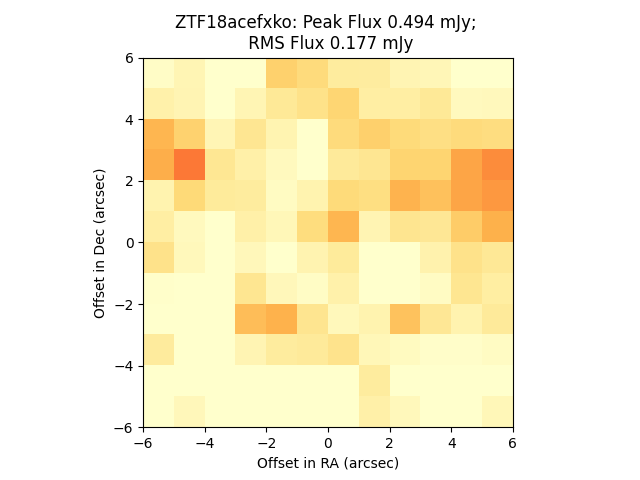 ZTF18acefxko: Peak Flux 0.494 mJy;
RMS Flux 0.177 mJy
6
4
2
0
−2
−4
−6
Offset in Dec (arcsec)
−6 −4 −2 0 2 4 6
Offset in RA (arcsec)